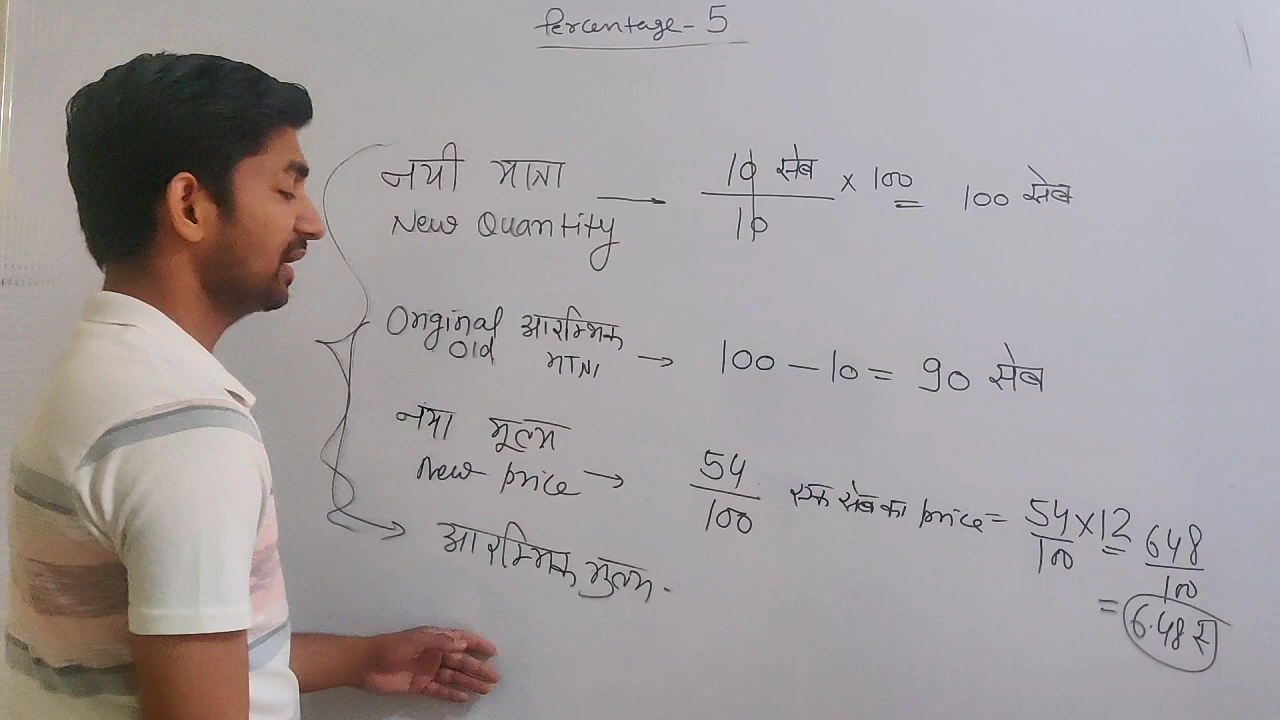 Percentage - 5
नयी मात्रा → 10 सेब / 10 × 100 = 100 सेब
New Quantity
Original आरम्भिक → 100 - 10 = 90 सेब
Old मात्रा
नया मूल्य
New price → 54/100 एक सेब का price = 54 × 12 / 100 = 648/100
आरम्भिक मूल्य.
= 6.48 रु